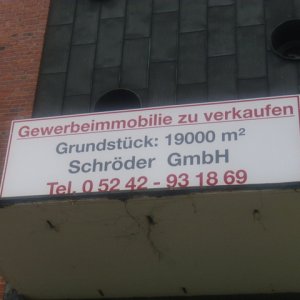 Gewerbeimmobilie zu verkaufen
Grundstück: 19000 m²
Schröder GmbH
Tel. 0 52 42 - 93 18 69